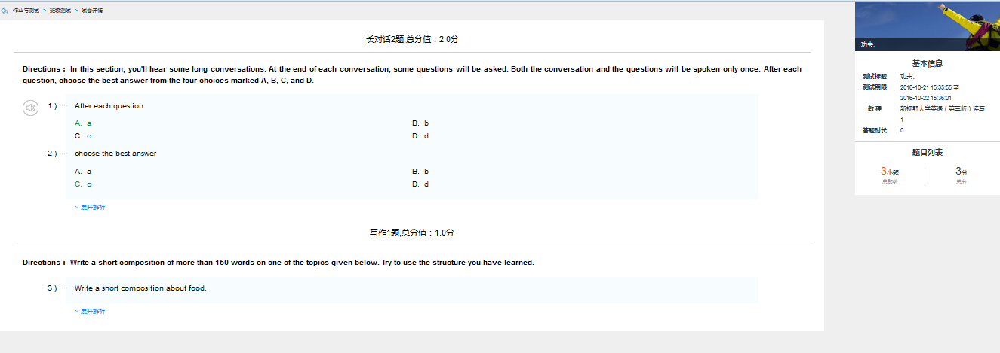 作业与测试 > 班级测试 > 试卷详情
长对话2题,总分值：2.0分
Directions： In this section, you'll hear some long conversations. At the end of each conversation, some questions will be asked. Both the conversation and the questions will be spoken only once. After each
question, choose the best answer from the four choices marked A, B, C, and D.
1） After each question
A. a B. b
C. c D. d
2） choose the best answer
A. a B. b
C. c D. d
展开解析
写作1题,总分值：1.0分
Directions： Write a short composition of more than 150 words on one of the topics given below. Try to use the structure you have learned.
3） Write a short composition about food.
展开解析
功夫、
基本信息
测试标题 功夫、
测试期限 2016-10-21 15:35:55 至
2016-10-22 15:36:01
教 程 新视野大学英语（第三版）读写
1
答题时长 0
题目列表
3小题 3分
总题数 总分